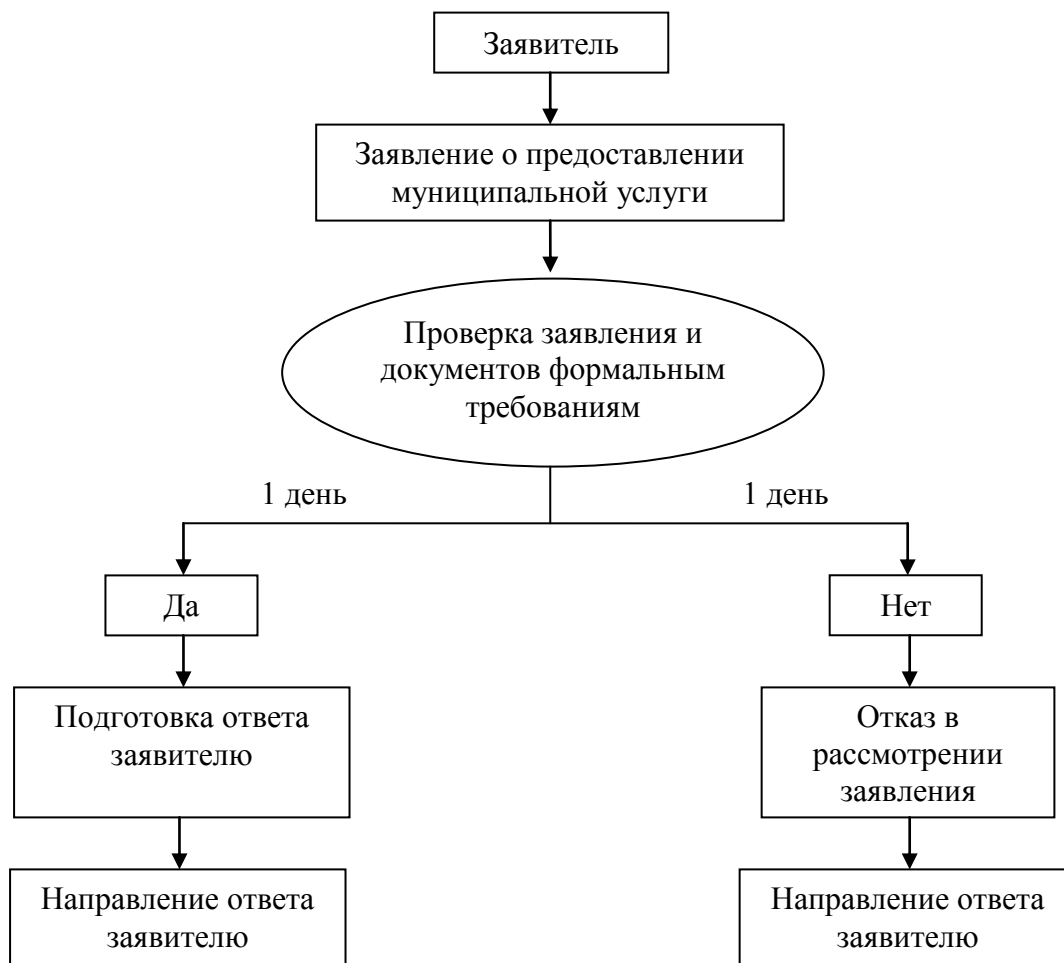 Заявитель
Заявление о предоставлении
муниципальной услуги
Проверка заявления и
документов формальным
требованиям
1 день
1 день
Да
Нет
Подготовка ответа
заявителю
Отказ в
рассмотрении
заявления
Направление ответа
заявителю
Направление ответа
заявителю